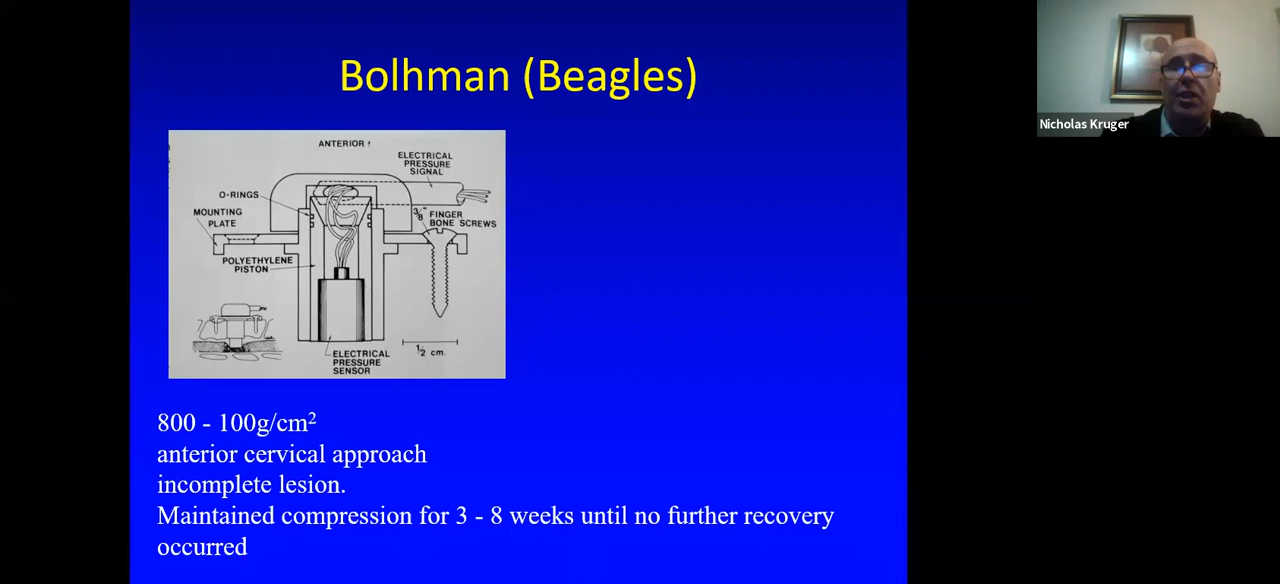 Bolhman (Beagles)
Nicholas Kruger
ANTERIOR ↑
ELECTRICAL
PRESSURE
SIGNAL
O-RINGS
MOUNTING
PLATE
3/8" FINGER
BONE SCREWS
POLYETHYLENE
PISTON
ELECTRICAL
PRESSURE
SENSOR
1/2 cm.
800 - 100g/cm²
anterior cervical approach
incomplete lesion.
Maintained compression for 3 - 8 weeks until no further recovery
occurred